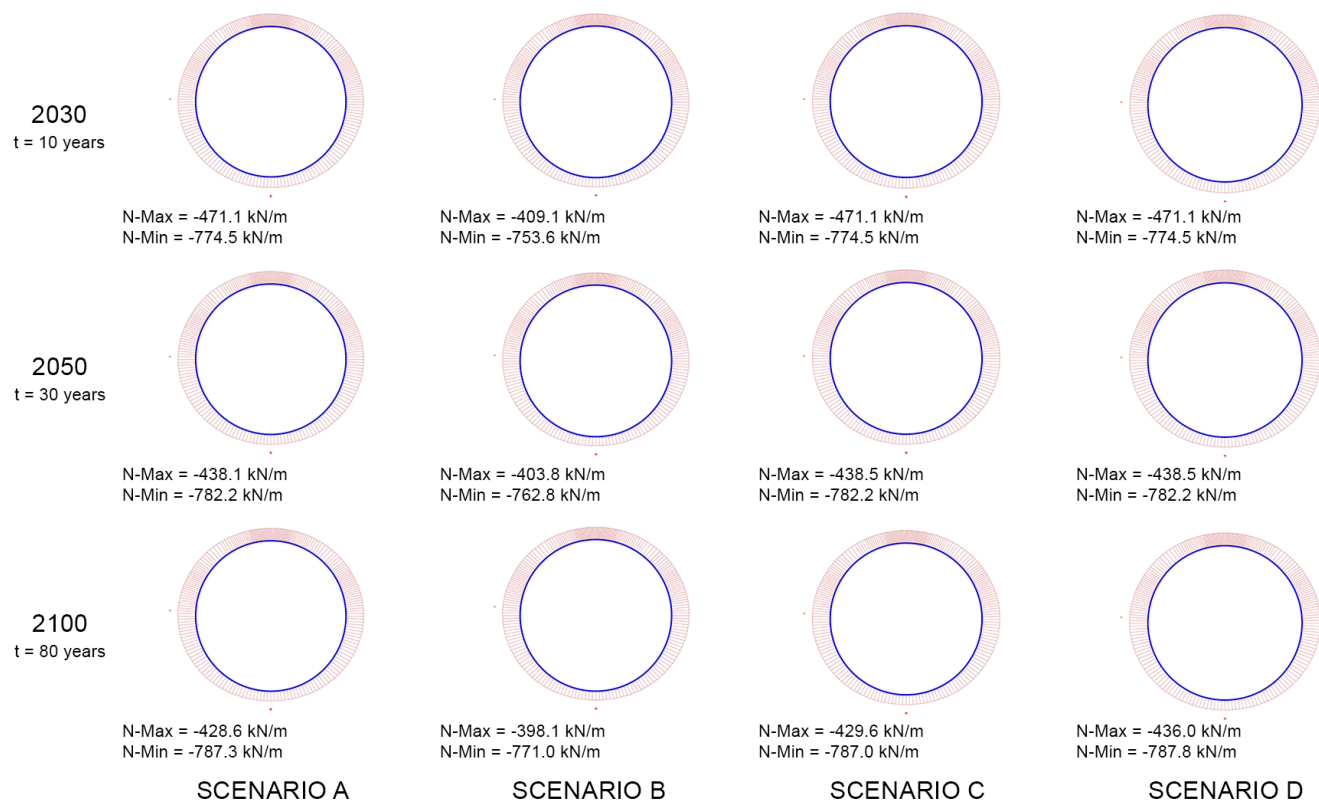 2030
t = 10 years
N-Max = -471.1 kN/m
N-Min = -774.5 kN/m
N-Max = -409.1 kN/m
N-Min = -753.6 kN/m
N-Max = -471.1 kN/m
N-Min = -774.5 kN/m
N-Max = -471.1 kN/m
N-Min = -774.5 kN/m
2050
t = 30 years
N-Max = -438.1 kN/m
N-Min = -782.2 kN/m
N-Max = -403.8 kN/m
N-Min = -762.8 kN/m
N-Max = -438.5 kN/m
N-Min = -782.2 kN/m
N-Max = -438.5 kN/m
N-Min = -782.2 kN/m
2100
t = 80 years
N-Max = -428.6 kN/m
N-Min = -787.3 kN/m
N-Max = -398.1 kN/m
N-Min = -771.0 kN/m
N-Max = -429.6 kN/m
N-Min = -787.0 kN/m
N-Max = -436.0 kN/m
N-Min = -787.8 kN/m
SCENARIO A
SCENARIO B
SCENARIO C
SCENARIO D